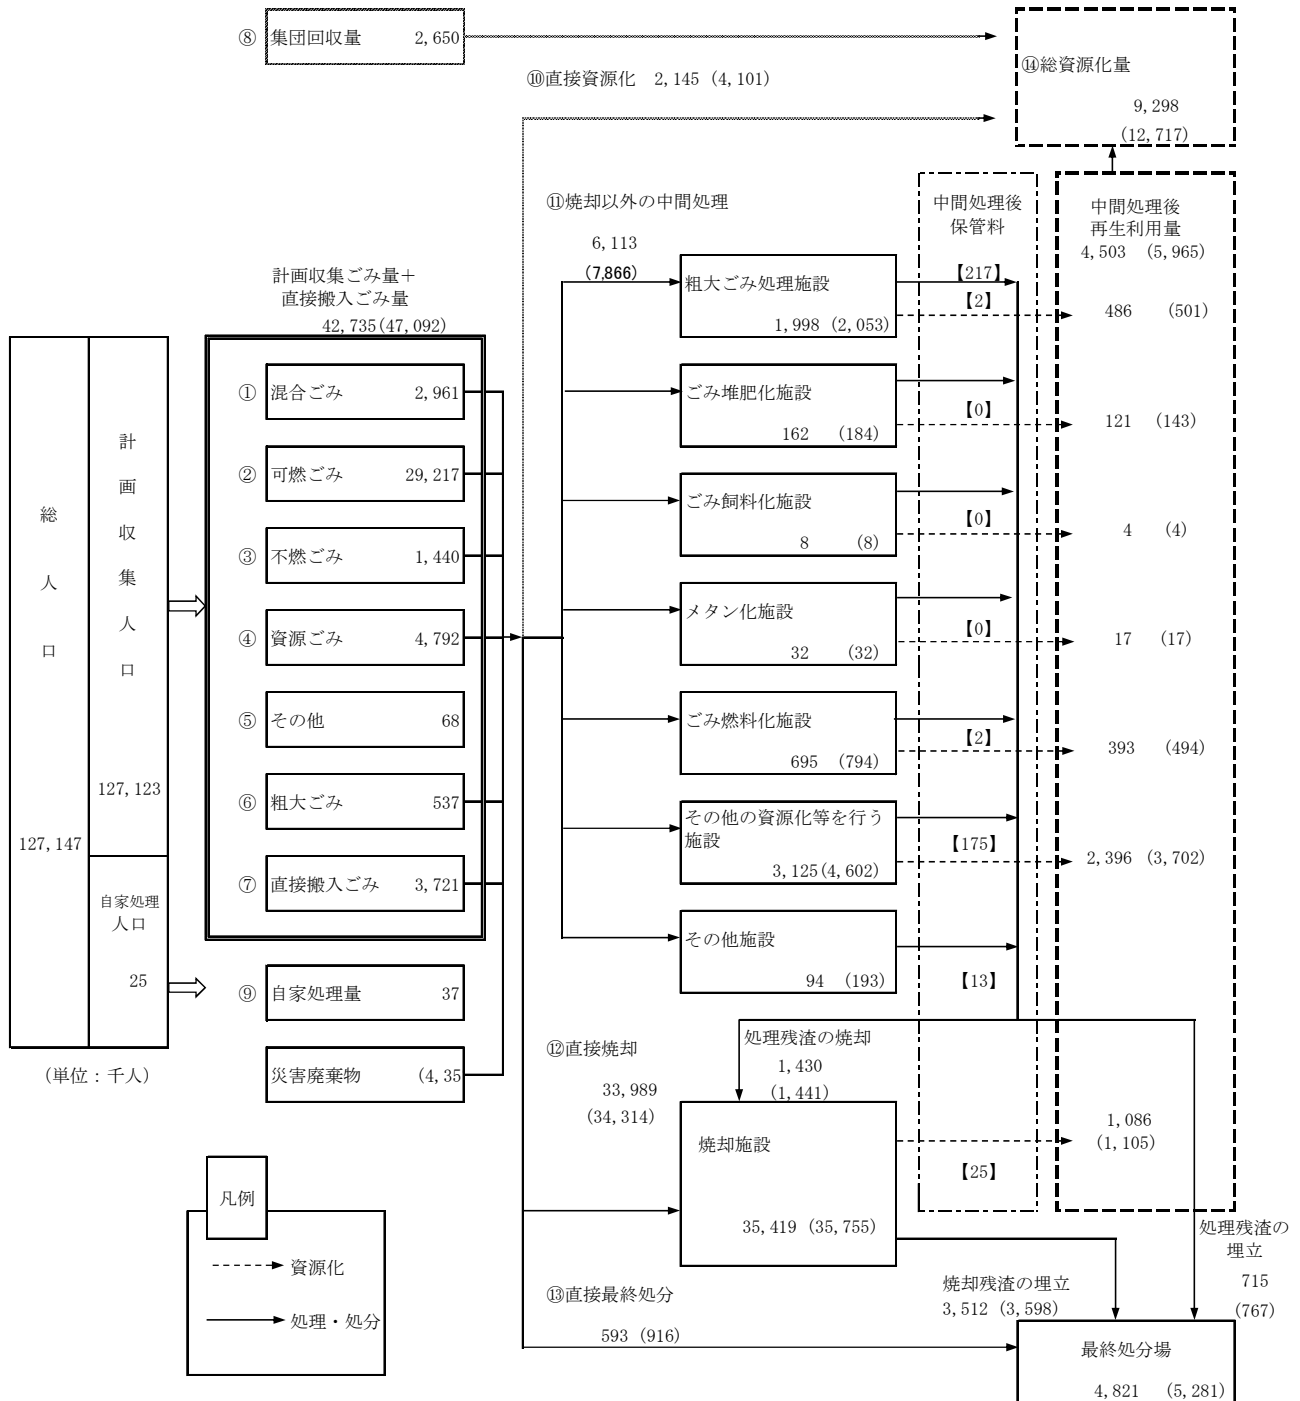 ⑧ 集団回収量 2,650
⑩直接資源化 2,145 (4,101)
⑭総資源化量
9,298
(12,717)
⑪焼却以外の中間処理
6,113
(7,866)
中間処理後
保管料
中間処理後
再生利用量
4,503 (5,965)
計画収集ごみ量＋
直接搬入ごみ量
42,735(47,092)
総人口
127,147
計画収集人口
127,123
自家処理
人口
25
(単位：千人)
① 混合ごみ 2,961
② 可燃ごみ 29,217
③ 不燃ごみ 1,440
④ 資源ごみ 4,792
⑤ その他 68
⑥ 粗大ごみ 537
⑦ 直接搬入ごみ 3,721
⑨ 自家処理量 37
災害廃棄物 (4,35
粗大ごみ処理施設
1,998 (2,053)
【217】
【2】
486 (501)
ごみ堆肥化施設
162 (184)
【0】
121 (143)
ごみ飼料化施設
8 (8)
【0】
4 (4)
メタン化施設
32 (32)
【0】
17 (17)
ごみ燃料化施設
695 (794)
【2】
393 (494)
その他の資源化等を行う
施設
3,125(4,602)
【175】
2,396 (3,702)
その他施設
94 (193)
【13】
⑫直接焼却
33,989
(34,314)
処理残渣の焼却
1,430
(1,441)
焼却施設
35,419 (35,755)
【25】
1,086
(1,105)
処理残渣の
埋立
715
(767)
焼却残渣の埋立
3,512 (3,598)
⑬直接最終処分
593 (916)
最終処分場
4,821 (5,281)
凡例
資源化
処理・処分